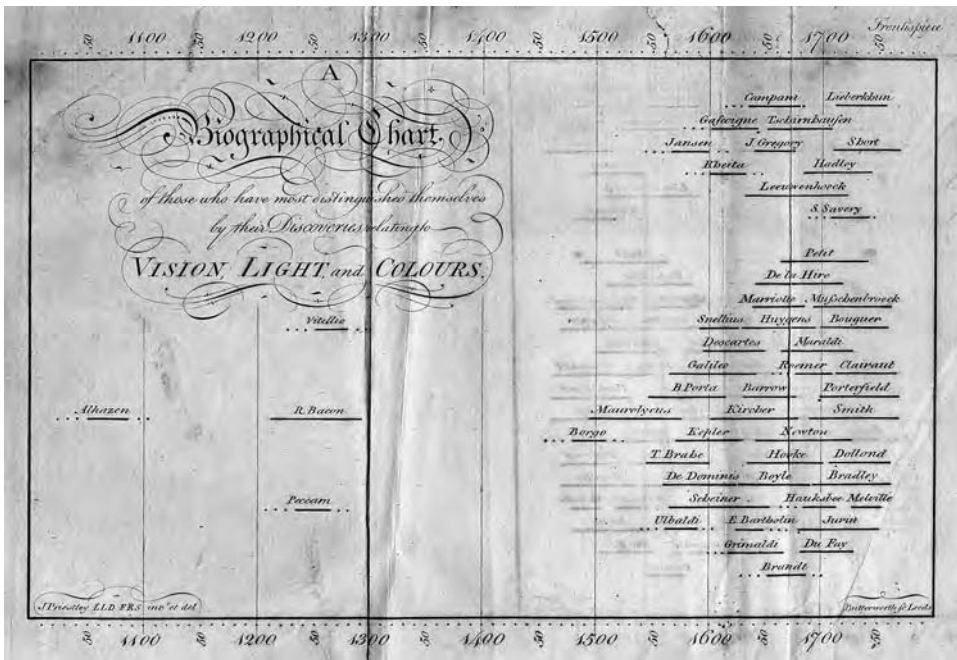 Frontispiece
50 1100 50 1200 50 1300 50 1400 50 1500 50 1600 50 1700 50
A
Biographical Chart.
of those who have most distinguished themselves
by their Discoveries relating to
VISION, LIGHT, and COLOURS.
Campani Lieberkhun
Gascoigne Tschirnhausen
Jansen J. Gregory Short
Rheita Hadley
Leeuwenhoeck
S. Savery
Petit
De la Hire
Marriotte Musschenbroeck
Vitellio Snellius Huygens Bouguer
Descartes Maraldi
Galileo Roemer Clairaut
B. Porta Barrow Porterfield
Alhazen R. Bacon Maurolycus Kircher Smith
Borgo Kepler Newton
T. Brahe Hooke Dollond
De Dominis Boyle Bradley
Peccam Scheiner Hauksbee Melville
Ubaldi E. Bartholin Jurin
Grimaldi Du Fay
Brandt
J Priestley LLD. FRS. invt. et del.
Butterworth sc Leeds
50 1100 50 1200 50 1300 50 1400 50 1500 50 1600 50 1700 50